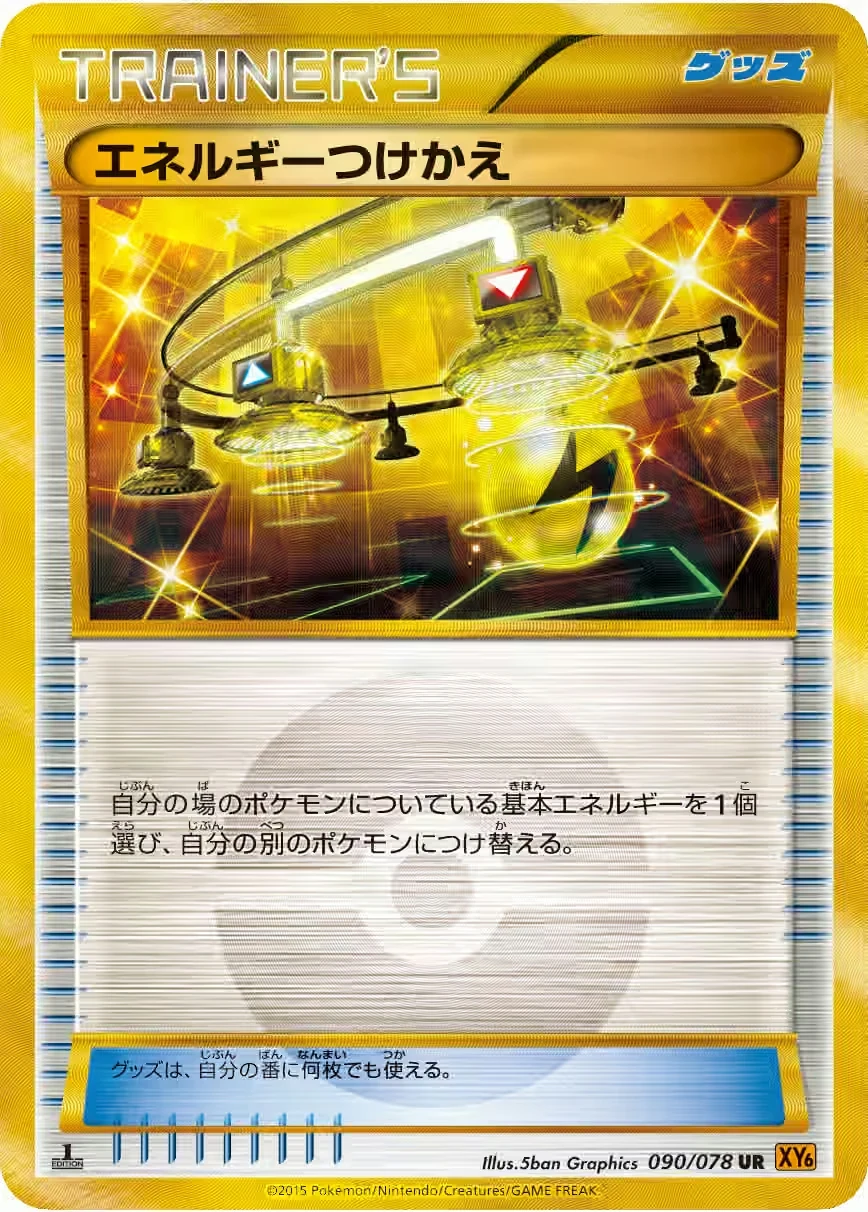 TRAINER'S
グッズ
エネルギーつけかえ
自分の場のポケモンについている基本エネルギーを1個
選び、自分の別のポケモンにつけ替える。
グッズは、自分の番に何枚でも使える。
1 EDITION
Illus.5ban Graphics 090/078 UR XY6
©2015 Pokémon/Nintendo/Creatures/GAME FREAK.